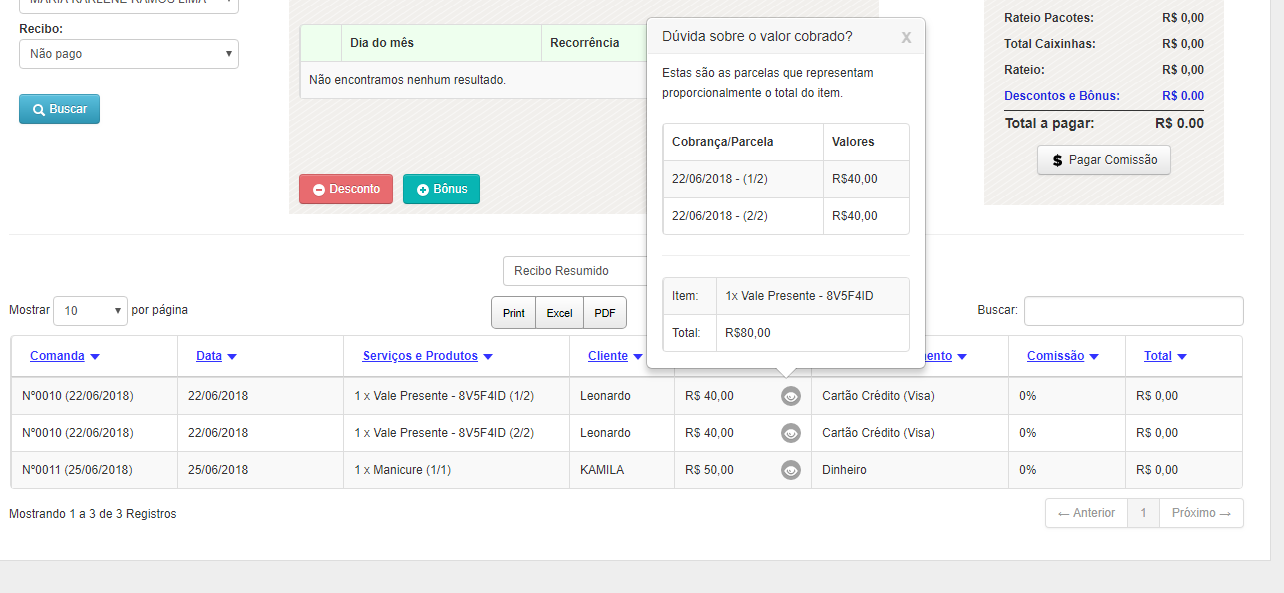 MARIA KARLENE RAMOS LIMA
Recibo:
Não pago
Buscar
Dia do mês
Recorrência
Não encontramos nenhum resultado.
Desconto
Bônus
Dúvida sobre o valor cobrado?
x
Estas são as parcelas que representam
proporcionalmente o total do item.
Cobrança/Parcela Valores
22/06/2018 - (1/2) R$40,00
22/06/2018 - (2/2) R$40,00
Item: 1x Vale Presente - 8V5F4ID
Total: R$80,00
Rateio Pacotes: R$ 0,00
Total Caixinhas: R$ 0,00
Rateio: R$ 0,00
Descontos e Bônus: R$ 0.00
Total a pagar: R$ 0.00
$ Pagar Comissão
Recibo Resumido
Mostrar 10 por página
Print Excel PDF
Buscar:
Comanda Data Serviços e Produtos Cliente mento Comissão Total
Nº0010 (22/06/2018) 22/06/2018 1 x Vale Presente - 8V5F4ID (1/2) Leonardo R$ 40,00 Cartão Crédito (Visa) 0% R$ 0,00
Nº0010 (22/06/2018) 22/06/2018 1 x Vale Presente - 8V5F4ID (2/2) Leonardo R$ 40,00 Cartão Crédito (Visa) 0% R$ 0,00
Nº0011 (25/06/2018) 25/06/2018 1 x Manicure (1/1) KAMILA R$ 50,00 Dinheiro 0% R$ 0,00
Mostrando 1 a 3 de 3 Registros
← Anterior 1 Próximo →